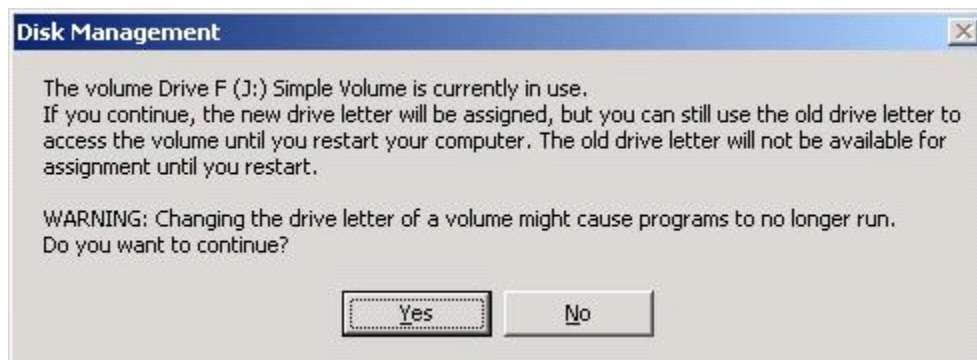 Disk Management
The volume Drive F (J:) Simple Volume is currently in use.
If you continue, the new drive letter will be assigned, but you can still use the old drive letter to
access the volume until you restart your computer. The old drive letter will not be available for
assignment until you restart.
WARNING: Changing the drive letter of a volume might cause programs to no longer run.
Do you want to continue?
Yes No